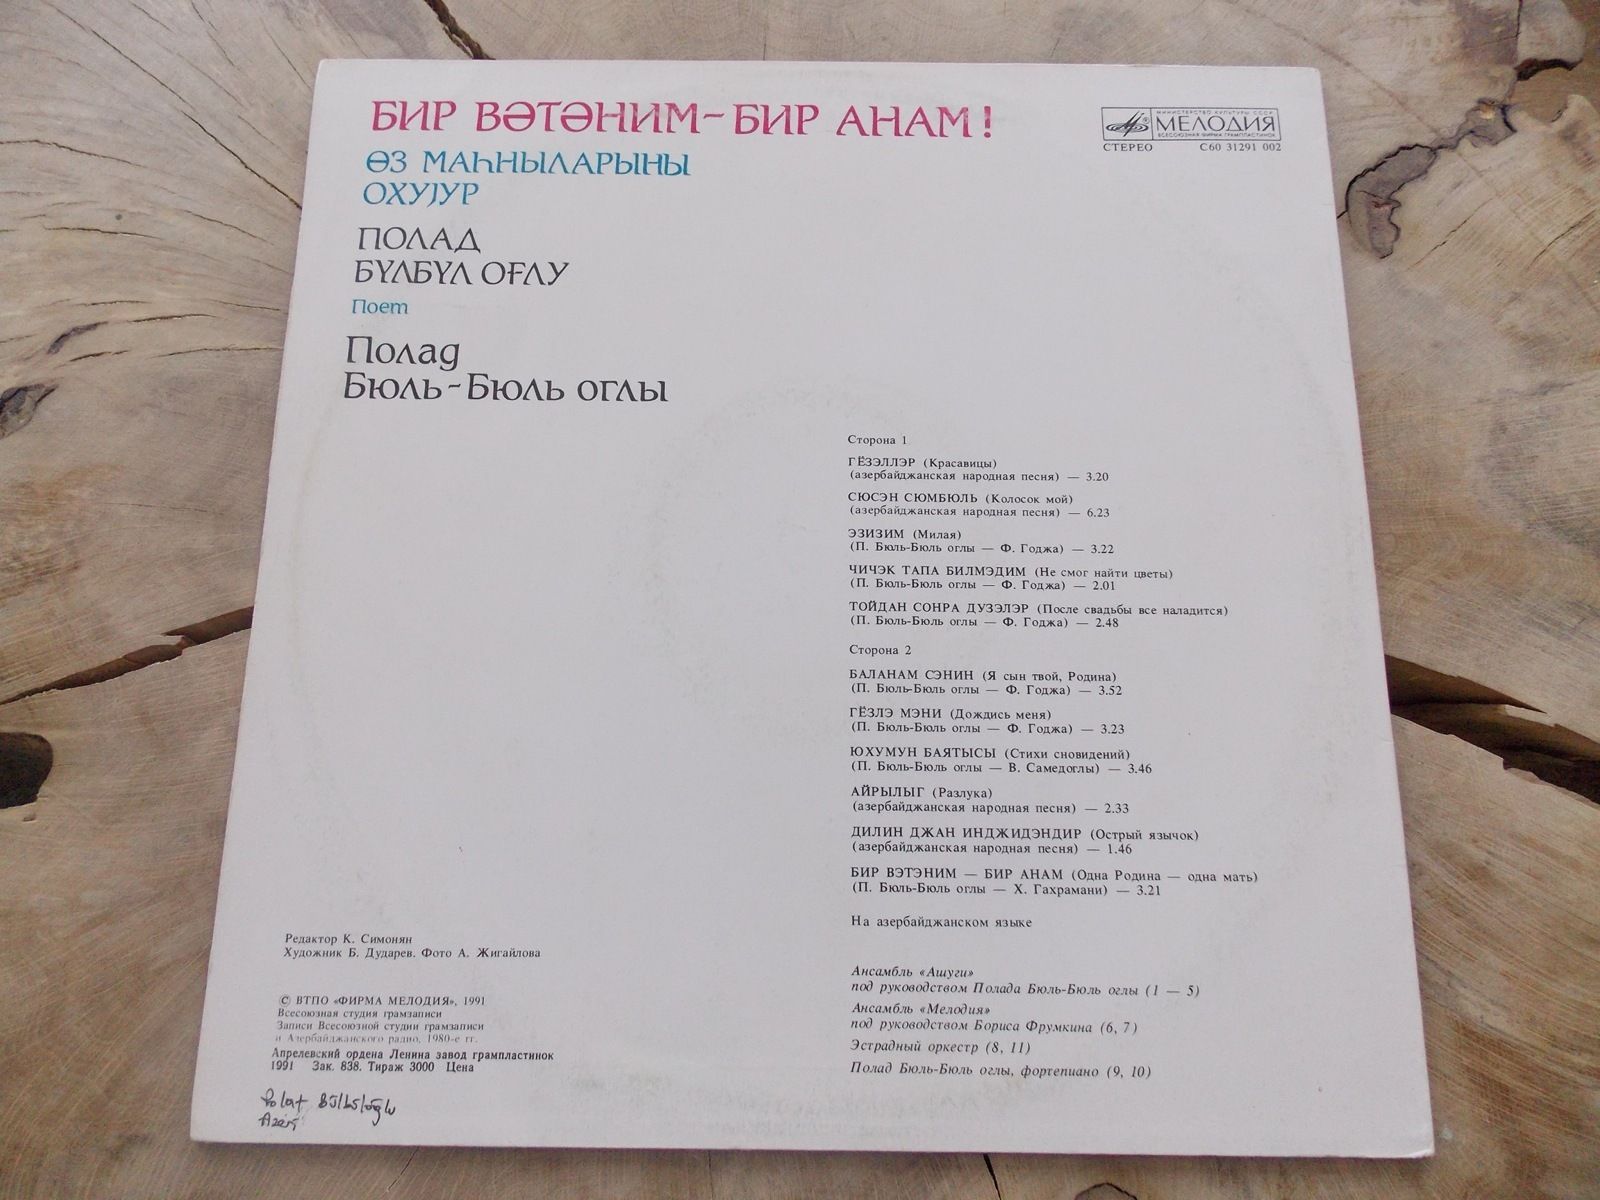 БИР ВӘТӘНИМ-БИР АНАМ!
ӨЗ МАҺНЫЛАРЫНЫ
ОХУЈУР
ПОЛАД
БҮЛБҮЛ ОҒЛУ
Поет
Полад
Бюль-Бюль оглы
МИНИСТЕРСТВО КУЛЬТУРЫ СССР
МЕЛОДИЯ
ВСЕСОЮЗНАЯ ФИРМА ГРАМПЛАСТИНОК
СТЕРЕО С60 31291 002
Сторона 1
ГЁЗЭЛЛЭР (Красавицы)
(азербайджанская народная песня) — 3.20
СЮСЭН СЮМБЮЛЬ (Колосок мой)
(азербайджанская народная песня) — 6.23
ЭЗИЗИМ (Милая)
(П. Бюль-Бюль оглы — Ф. Годжа) — 3.22
ЧИЧЭК ТАПА БИЛМЭДИМ (Не смог найти цветы)
(П. Бюль-Бюль оглы — Ф. Годжа) — 2.01
ТОЙДАН СОНРА ДУЗЭЛЭР (После свадьбы все наладится)
(П. Бюль-Бюль оглы — Ф. Годжа) — 2.48
Сторона 2
БАЛАНАМ СЭНИН (Я сын твой, Родина)
(П. Бюль-Бюль оглы — Ф. Годжа) — 3.52
ГЁЗЛЭ МЭНИ (Дождись меня)
(П. Бюль-Бюль оглы — Ф. Годжа) — 3.23
ЮХУМУН БАЯТЫСЫ (Стихи сновидений)
(П. Бюль-Бюль оглы — В. Самедоглы) — 3.46
АЙРЫЛЫГ (Разлука)
(азербайджанская народная песня) — 2.33
ДИЛИН ДЖАН ИНДЖИДЭНДИР (Острый язычок)
(азербайджанская народная песня) — 1.46
БИР ВЭТЭНИМ — БИР АНАМ (Одна Родина — одна мать)
(П. Бюль-Бюль оглы — Х. Гахрамани) — 3.21
На азербайджанском языке
Ансамбль «Ашуги»
под руководством Полада Бюль-Бюль оглы (1 — 5)
Ансамбль «Мелодия»
под руководством Бориса Фрумкина (6, 7)
Эстрадный оркестр (8, 11)
Полад Бюль-Бюль оглы, фортепиано (9, 10)
Редактор К. Симонян
Художник Б. Дударев. Фото А. Жигайлова
© ВТПО «ФИРМА МЕЛОДИЯ», 1991
Всесоюзная студия грамзаписи
Записи Всесоюзной студии грамзаписи
и Азербайджанского радио, 1980-е гг.
Апрелевский ордена Ленина завод грампластинок
1991 Зак. 838. Тираж 3000 Цена
Polat Bülbüloğlu
Azeri